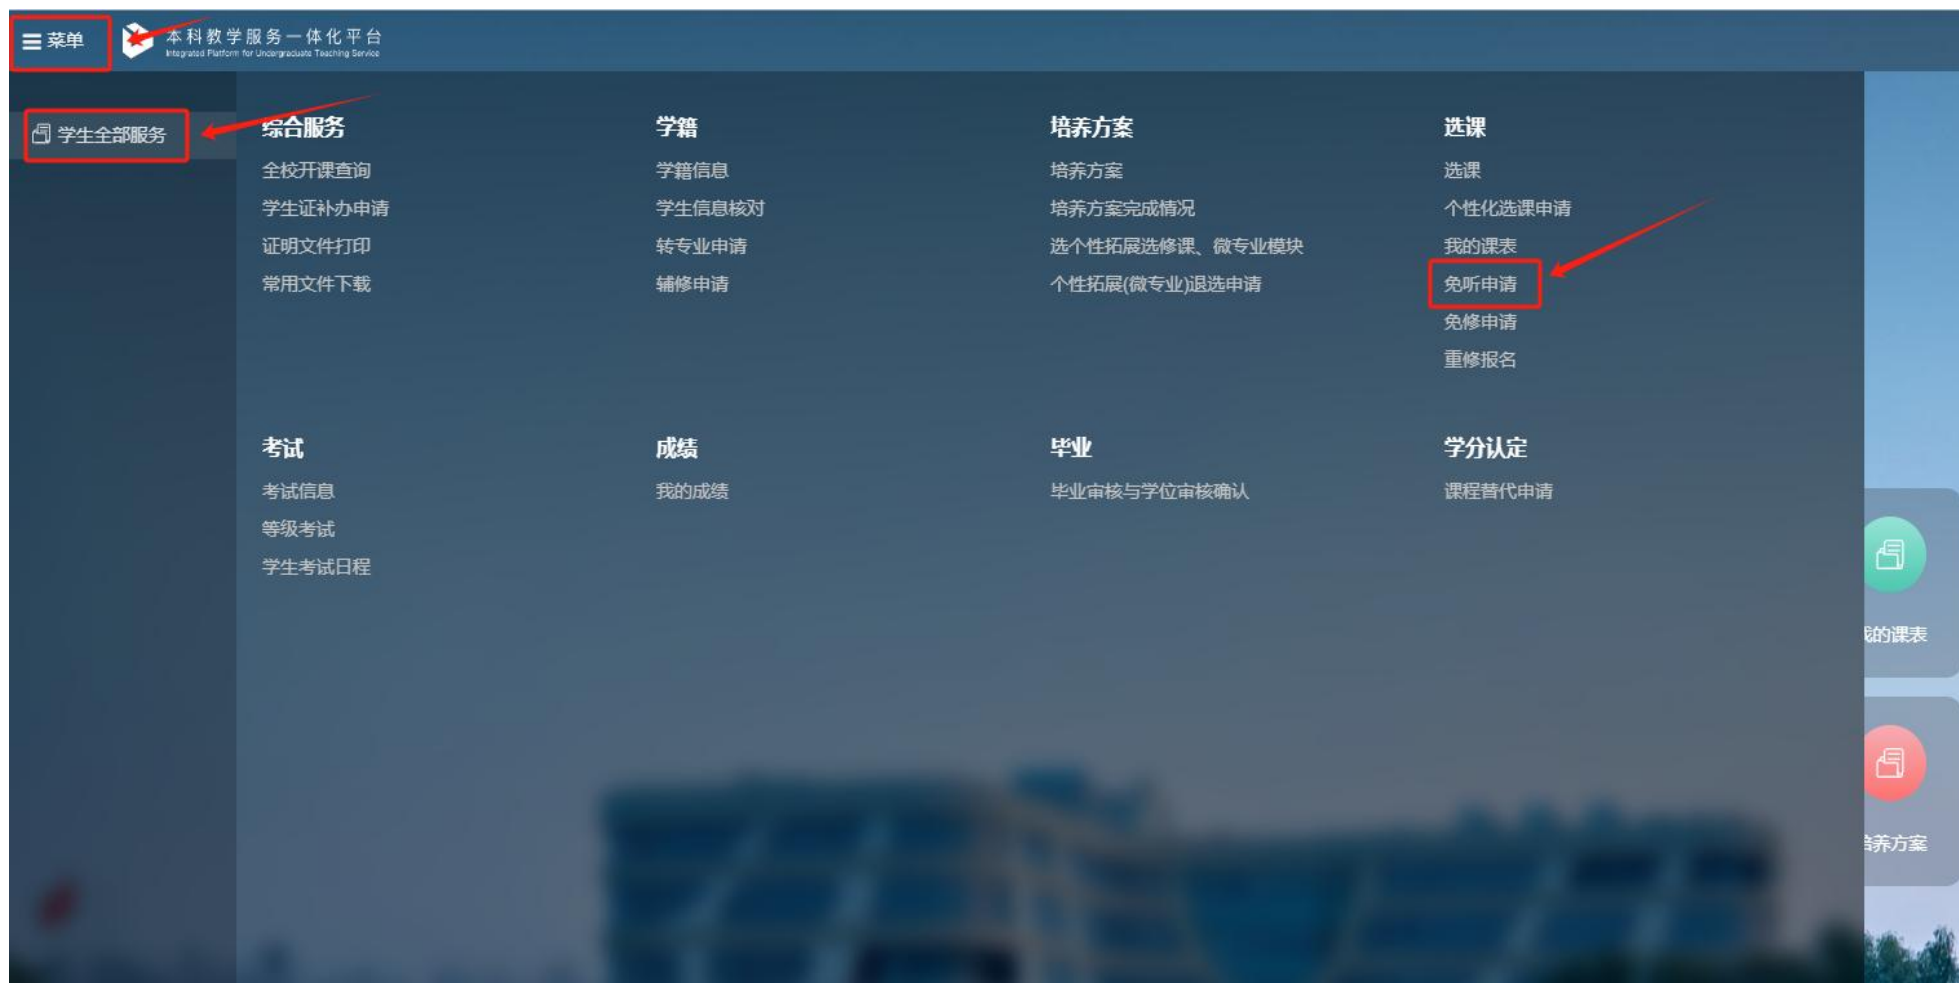 菜单
本科教学服务一体化平台
Integrated Platform for Undergraduate Teaching Service
学生全部服务
综合服务
全校开课查询
学生证补办申请
证明文件打印
常用文件下载
学籍
学籍信息
学生信息核对
转专业申请
辅修申请
培养方案
培养方案
培养方案完成情况
选个性拓展选修课、微专业模块
个性拓展(微专业)退选申请
选课
选课
个性化选课申请
我的课表
免听申请
免修申请
重修报名
考试
考试信息
等级考试
学生考试日程
成绩
我的成绩
毕业
毕业审核与学位审核确认
学分认定
课程替代申请
我的课表
培养方案